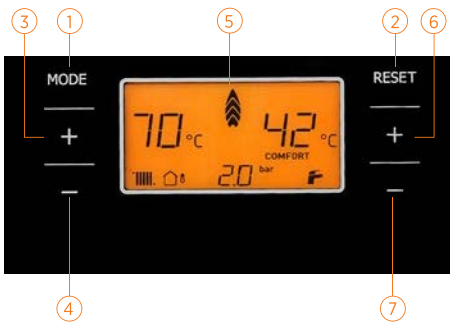 3 1 5 2 6
MODE RESET
70 °C 42 °C
+ +
COMFORT
2.0 bar
− −
4 7